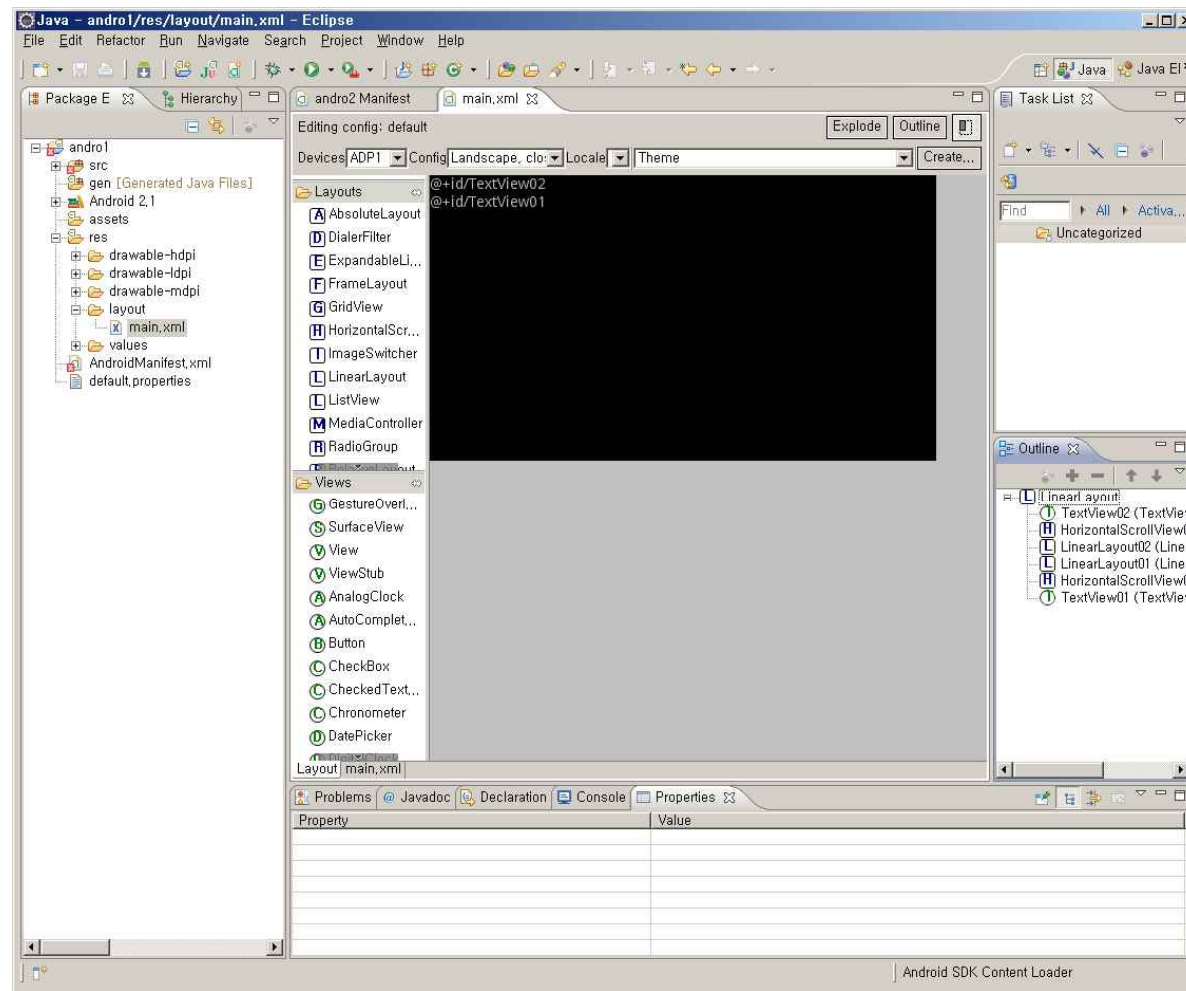 Java - andro1/res/layout/main.xml - Eclipse
File Edit Refactor Run Navigate Search Project Window Help
Java Java E
Package E Hierarchy
andro1
src
gen [Generated Java Files]
Android 2.1
assets
res
drawable-hdpi
drawable-ldpi
drawable-mdpi
layout
main.xml
values
AndroidManifest.xml
default.properties
andro2 Manifest main.xml
Editing config: default Explode Outline
Devices ADP1 Config Landscape, clo: Locale Theme Create...
Layouts
AbsoluteLayout
DialerFilter
ExpandableLi...
FrameLayout
GridView
HorizontalScr...
ImageSwitcher
LinearLayout
ListView
MediaController
RadioGroup
Views
GestureOverl...
SurfaceView
View
ViewStub
AnalogClock
AutoComplet...
Button
CheckBox
CheckedText...
Chronometer
DatePicker
@+id/TextView02
@+id/TextView01
Layout main.xml
Task List
Find All Activa...
Uncategorized
Outline
LinearLayout
TextView02 (TextVie
HorizontalScrollView
LinearLayout02 (Line
LinearLayout01 (Line
HorizontalScrollView
TextView01 (TextVie
Problems Javadoc Declaration Console Properties
Property Value
Android SDK Content Loader